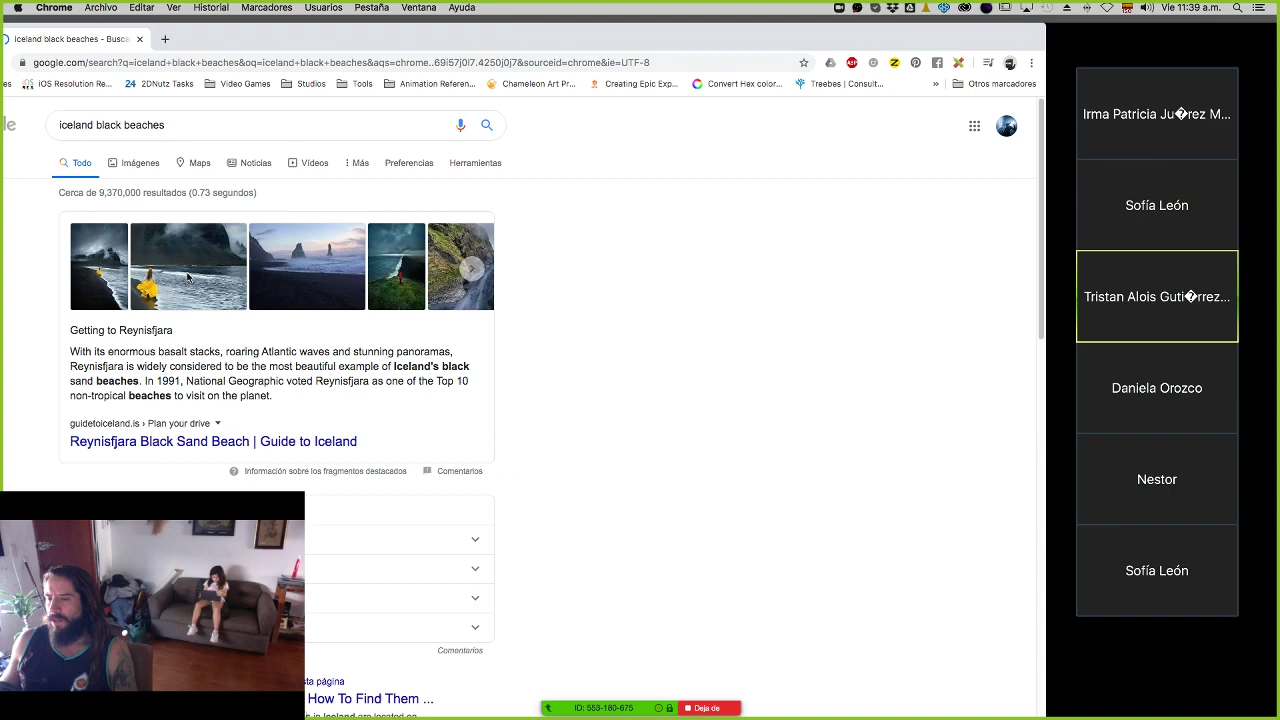 Chrome Archivo Editar Ver Historial Marcadores Usuarios Pestaña Ventana Ayuda
Vie 11:39 a.m.
iceland black beaches - Busca
google.com/search?q=iceland+black+beaches&oq=iceland+black+beaches&aqs=chrome..69i57j0l7.4250j0j7&sourceid=chrome&ie=UTF-8
es iOS Resolution Re... 24 2DNutz Tasks Video Games Studios Tools Animation Referen... Chameleon Art Pr... Creating Epic Exp... Convert Hex color... Treebes | Consult... » Otros marcadores
le iceland black beaches
Todo Imágenes Maps Noticias Vídeos Más Preferencias Herramientas
Cerca de 9,370,000 resultados (0.73 segundos)
Getting to Reynisfjara
With its enormous basalt stacks, roaring Atlantic waves and stunning panoramas,
Reynisfjara is widely considered to be the most beautiful example of Iceland's black
sand beaches. In 1991, National Geographic voted Reynisfjara as one of the Top 10
non-tropical beaches to visit on the planet.
guidetoiceland.is › Plan your drive
Reynisfjara Black Sand Beach | Guide to Iceland
Información sobre los fragmentos destacados Comentarios
Comentarios
sta página
How To Find Them ...
ID: 553-180-675 Deja de
Irma Patricia Ju�rez M...
Sofía León
Tristan Alois Guti�rrez...
Daniela Orozco
Nestor
Sofía León